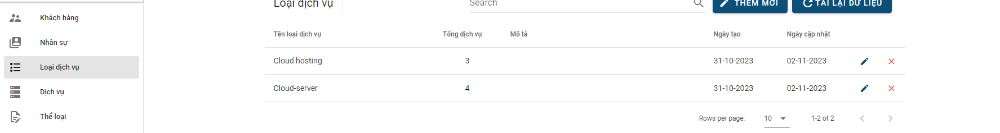 Loại dịch vụ
Search
THÊM MỚI
TẢI LẠI DỮ LIỆU
Khách hàng
Nhân sự
Loại dịch vụ
Dịch vụ
Thể loại
Tên loại dịch vụ Tổng dịch vụ Mô tả Ngày tạo Ngày cập nhật
Cloud hosting 3 31-10-2023 02-11-2023
Cloud-server 4 31-10-2023 02-11-2023
Rows per page: 10 1-2 of 2